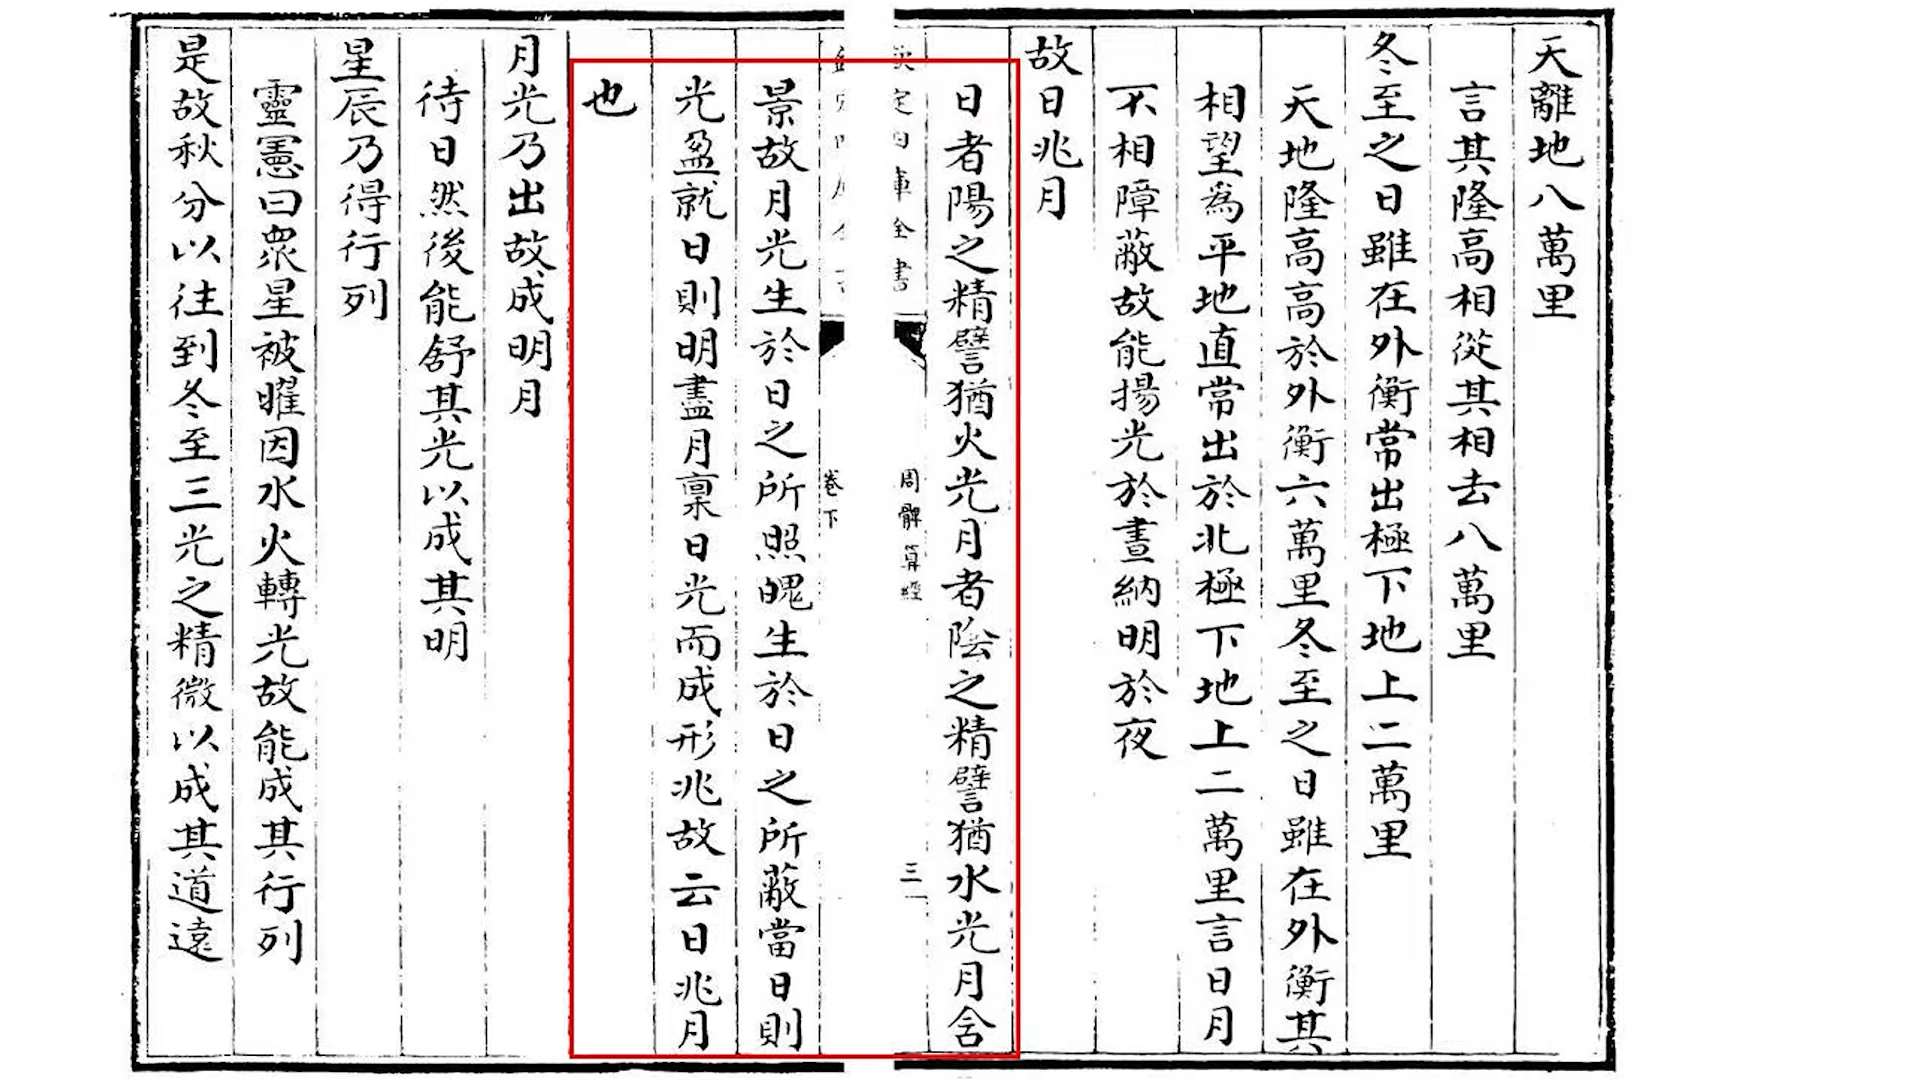 天離地八萬里
言其隆高相從其相去八萬里
冬至之日雖在外衡常出極下地上二萬里
天地隆高高於外衡六萬里冬至之日雖在外衡其
相望為平地直常出於北極下地上二萬里言日月
不相障蔽故能揚光於晝納明於夜
故日兆月
日者陽之精譬猶火光月者隂之精譬猶水光月含
欽定四庫全書
周髀算經
三
卷下
景故月光生於日之所照魄生於日之所蔽當日則
光盈就日則明盡月稟日光而成形兆故云日兆月
也
月光乃出故成明月
待日然後能舒其光以成其明
星辰乃得行列
靈憲曰衆星被曜因水火轉光故能成其行列
是故秋分以往到冬至三光之精微以成其道遠